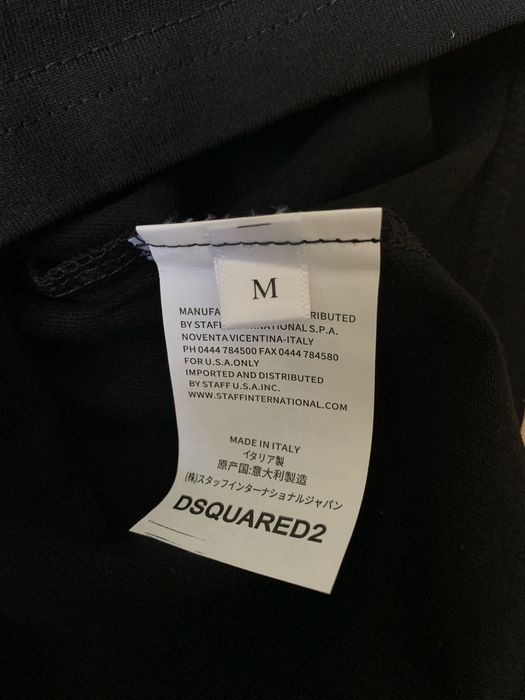 M
MANUFA RIBUTED
BY STAFF INTERNATIONAL S.P.A.
NOVENTA VICENTINA-ITALY
PH 0444 784500 FAX 0444 784580
FOR U.S.A.ONLY
IMPORTED AND DISTRIBUTED
BY STAFF U.S.A.INC.
WWW.STAFFINTERNATIONAL.COM
MADE IN ITALY
イタリア製
原产国:意大利製造
(株)スタッフインターナショナルジャパン
DSQUARED2